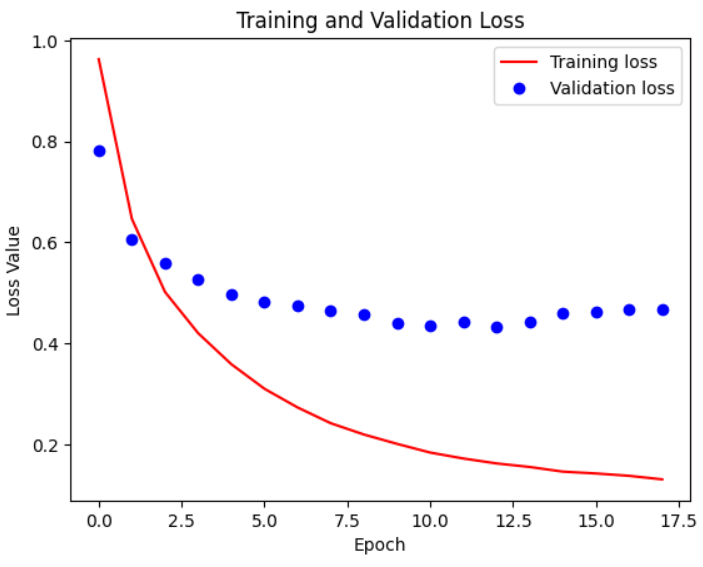 Training and Validation Loss
Training loss
Validation loss
1.0
0.8
0.6
0.4
0.2
Loss Value
0.0 2.5 5.0 7.5 10.0 12.5 15.0 17.5
Epoch